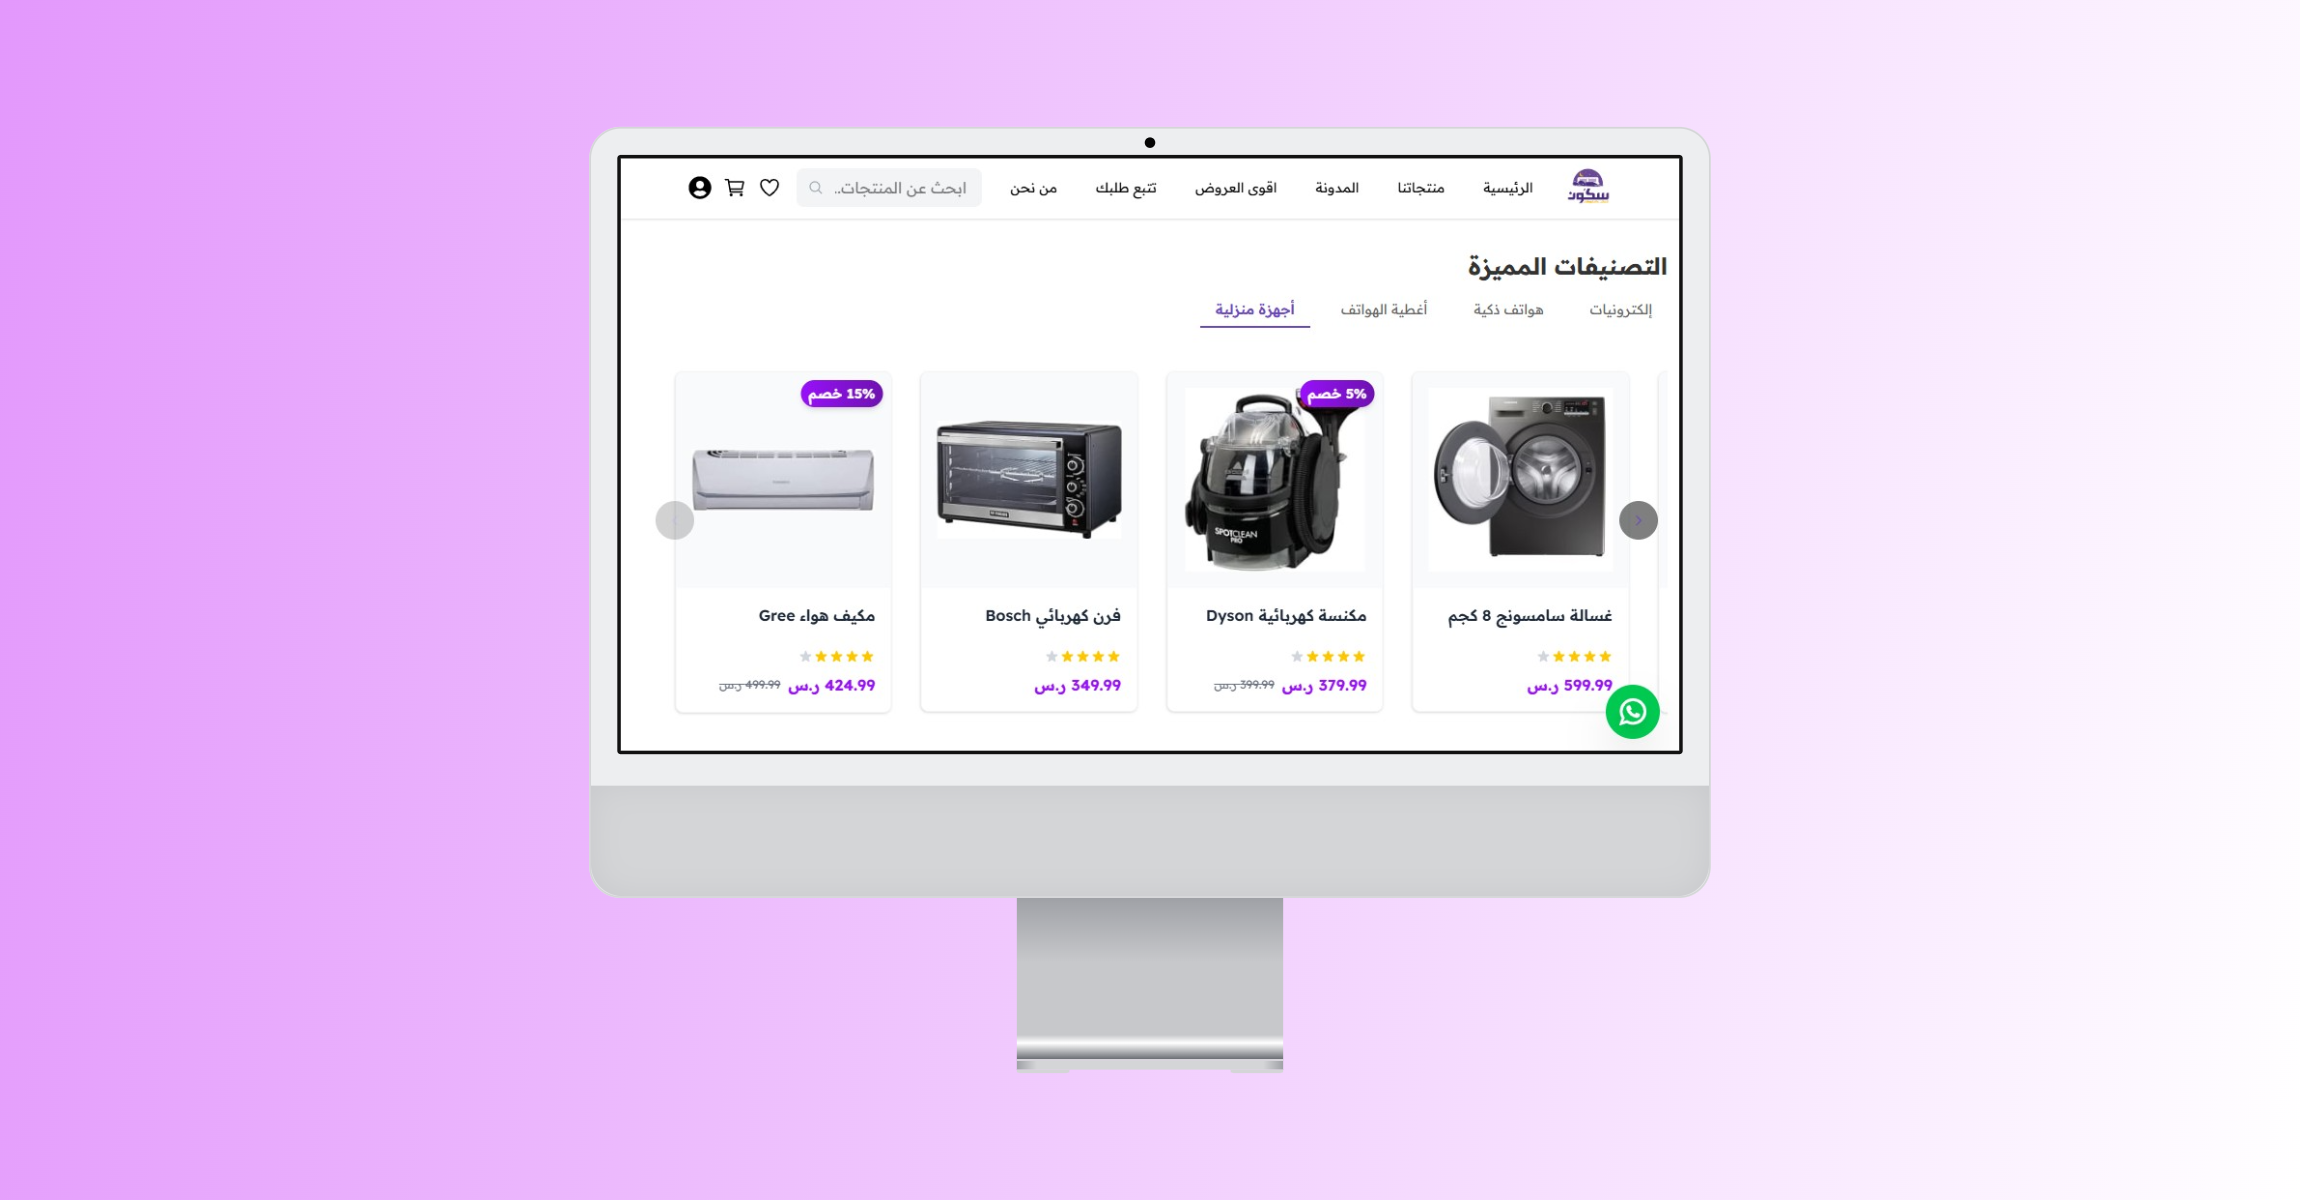 سكون
الرئيسية
منتجاتنا
المدونة
اقوى العروض
تتبع طلبك
من نحن
ابحث عن المنتجات..
التصنيفات المميزة
إلكترونيات
هواتف ذكية
أغطية الهواتف
أجهزة منزلية
غسالة سامسونج 8 كجم
599.99 ر.س
5% خصم
SPOTCLEAN
PRO
مكنسة كهربائية Dyson
379.99 ر.س 399.99 ر.س
فرن كهربائي Bosch
349.99 ر.س
15% خصم
مكيف هواء Gree
424.99 ر.س 499.99 ر.س